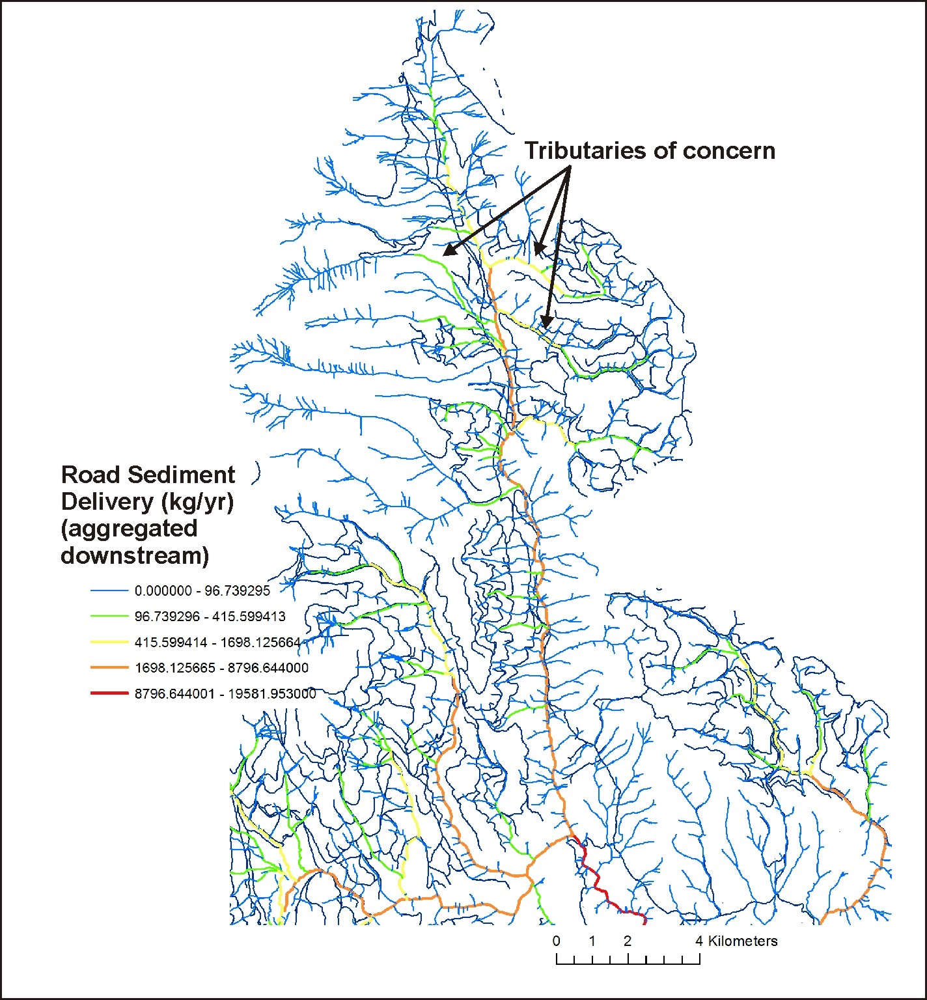 Tributaries of concern
Road Sediment
Delivery (kg/yr)
(aggregated
downstream)
0.000000 - 96.739295
96.739296 - 415.599413
415.599414 - 1698.125664
1698.125665 - 8796.644000
8796.644001 - 19581.953000
0 1 2 4 Kilometers